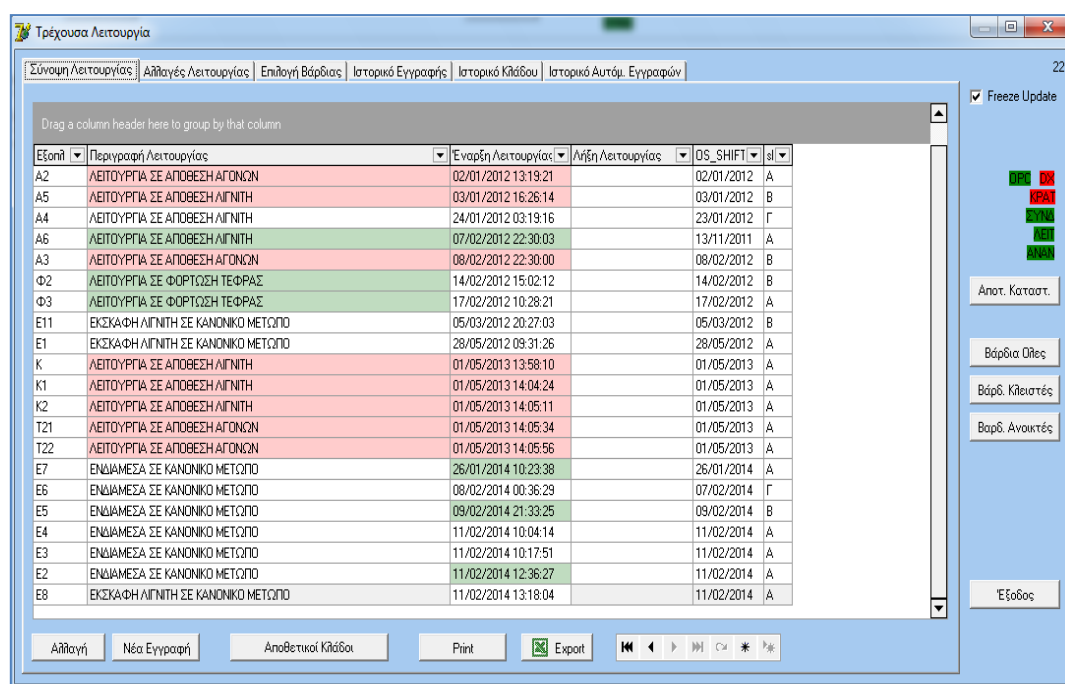 Τρέχουσα Λειτουργία
Σύνοψη Λειτουργίας Αλλαγές Λειτουργίας Επιλογή Βάρδιας Ιστορικό Εγγραφής Ιστορικό Κλάδου Ιστορικό Αυτόμ. Εγγραφών
22
Freeze Update
Drag a column header here to group by that column
Εξοπλ Περιγραφή Λειτουργίας Έναρξη Λειτουργίας Λήξη Λειτουργίας OS_SHIFT sl
A2 ΛΕΙΤΟΥΡΓΙΑ ΣΕ ΑΠΟΘΕΣΗ ΑΓΟΝΩΝ 02/01/2012 13:19:21 02/01/2012 Α
A5 ΛΕΙΤΟΥΡΓΙΑ ΣΕ ΑΠΟΘΕΣΗ ΛΙΓΝΙΤΗ 03/01/2012 16:26:14 03/01/2012 Β
A4 ΛΕΙΤΟΥΡΓΙΑ ΣΕ ΑΠΟΘΕΣΗ ΛΙΓΝΙΤΗ 24/01/2012 03:19:16 23/01/2012 Γ
A6 ΛΕΙΤΟΥΡΓΙΑ ΣΕ ΑΠΟΘΕΣΗ ΛΙΓΝΙΤΗ 07/02/2012 22:30:03 13/11/2011 Α
A3 ΛΕΙΤΟΥΡΓΙΑ ΣΕ ΑΠΟΘΕΣΗ ΑΓΟΝΩΝ 08/02/2012 22:30:00 08/02/2012 Β
Φ2 ΛΕΙΤΟΥΡΓΙΑ ΣΕ ΦΟΡΤΩΣΗ ΤΕΦΡΑΣ 14/02/2012 15:02:12 14/02/2012 Β
Φ3 ΛΕΙΤΟΥΡΓΙΑ ΣΕ ΦΟΡΤΩΣΗ ΤΕΦΡΑΣ 17/02/2012 10:28:21 17/02/2012 Α
E11 ΕΚΣΚΑΦΗ ΛΙΓΝΙΤΗ ΣΕ ΚΑΝΟΝΙΚΟ ΜΕΤΩΠΟ 05/03/2012 20:27:03 05/03/2012 Β
E1 ΕΚΣΚΑΦΗ ΛΙΓΝΙΤΗ ΣΕ ΚΑΝΟΝΙΚΟ ΜΕΤΩΠΟ 28/05/2012 09:31:26 28/05/2012 Α
K ΛΕΙΤΟΥΡΓΙΑ ΣΕ ΑΠΟΘΕΣΗ ΛΙΓΝΙΤΗ 01/05/2013 13:58:10 01/05/2013 Α
K1 ΛΕΙΤΟΥΡΓΙΑ ΣΕ ΑΠΟΘΕΣΗ ΛΙΓΝΙΤΗ 01/05/2013 14:04:24 01/05/2013 Α
K2 ΛΕΙΤΟΥΡΓΙΑ ΣΕ ΑΠΟΘΕΣΗ ΛΙΓΝΙΤΗ 01/05/2013 14:05:11 01/05/2013 Α
T21 ΛΕΙΤΟΥΡΓΙΑ ΣΕ ΑΠΟΘΕΣΗ ΑΓΟΝΩΝ 01/05/2013 14:05:34 01/05/2013 Α
T22 ΛΕΙΤΟΥΡΓΙΑ ΣΕ ΑΠΟΘΕΣΗ ΑΓΟΝΩΝ 01/05/2013 14:05:56 01/05/2013 Α
E7 ΕΝΔΙΑΜΕΣΑ ΣΕ ΚΑΝΟΝΙΚΟ ΜΕΤΩΠΟ 26/01/2014 10:23:38 26/01/2014 Α
E6 ΕΝΔΙΑΜΕΣΑ ΣΕ ΚΑΝΟΝΙΚΟ ΜΕΤΩΠΟ 08/02/2014 00:36:29 07/02/2014 Γ
E5 ΕΝΔΙΑΜΕΣΑ ΣΕ ΚΑΝΟΝΙΚΟ ΜΕΤΩΠΟ 09/02/2014 21:33:25 09/02/2014 Β
E4 ΕΝΔΙΑΜΕΣΑ ΣΕ ΚΑΝΟΝΙΚΟ ΜΕΤΩΠΟ 11/02/2014 10:04:14 11/02/2014 Α
E3 ΕΝΔΙΑΜΕΣΑ ΣΕ ΚΑΝΟΝΙΚΟ ΜΕΤΩΠΟ 11/02/2014 10:17:51 11/02/2014 Α
E2 ΕΝΔΙΑΜΕΣΑ ΣΕ ΚΑΝΟΝΙΚΟ ΜΕΤΩΠΟ 11/02/2014 12:36:27 11/02/2014 Α
E8 ΕΚΣΚΑΦΗ ΛΙΓΝΙΤΗ ΣΕ ΚΑΝΟΝΙΚΟ ΜΕΤΩΠΟ 11/02/2014 13:18:04 11/02/2014 Α
OPC DX
ΚΡΑΤ
ΣΥΝΔ
ΛΕΙΤ
ΑΝΑΝ
Αποτ. Καταστ.
Βάρδια Ολες
Βάρδ. Κλειστές
Βαρδ. Ανοικτές
Έξοδος
Αλλαγή Νέα Εγγραφή Αποθετικοί Κλάδοι Print Export